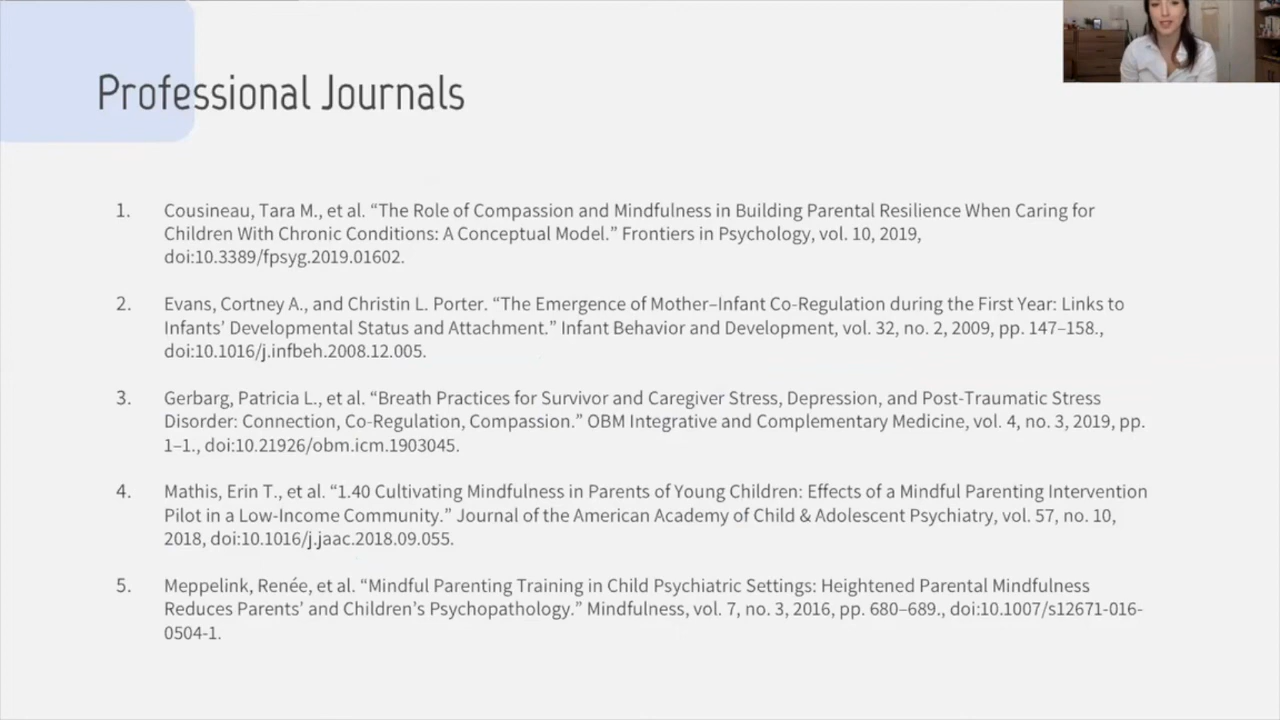 Professional Journals
1. Cousineau, Tara M., et al. “The Role of Compassion and Mindfulness in Building Parental Resilience When Caring for
Children With Chronic Conditions: A Conceptual Model.” Frontiers in Psychology, vol. 10, 2019,
doi:10.3389/fpsyg.2019.01602.
2. Evans, Cortney A., and Christin L. Porter. “The Emergence of Mother–Infant Co-Regulation during the First Year: Links to
Infants’ Developmental Status and Attachment.” Infant Behavior and Development, vol. 32, no. 2, 2009, pp. 147–158.,
doi:10.1016/j.infbeh.2008.12.005.
3. Gerbarg, Patricia L., et al. “Breath Practices for Survivor and Caregiver Stress, Depression, and Post-Traumatic Stress
Disorder: Connection, Co-Regulation, Compassion.” OBM Integrative and Complementary Medicine, vol. 4, no. 3, 2019, pp.
1–1., doi:10.21926/obm.icm.1903045.
4. Mathis, Erin T., et al. “1.40 Cultivating Mindfulness in Parents of Young Children: Effects of a Mindful Parenting Intervention
Pilot in a Low-Income Community.” Journal of the American Academy of Child & Adolescent Psychiatry, vol. 57, no. 10,
2018, doi:10.1016/j.jaac.2018.09.055.
5. Meppelink, Renée, et al. “Mindful Parenting Training in Child Psychiatric Settings: Heightened Parental Mindfulness
Reduces Parents’ and Children’s Psychopathology.” Mindfulness, vol. 7, no. 3, 2016, pp. 680–689., doi:10.1007/s12671-016-
0504-1.